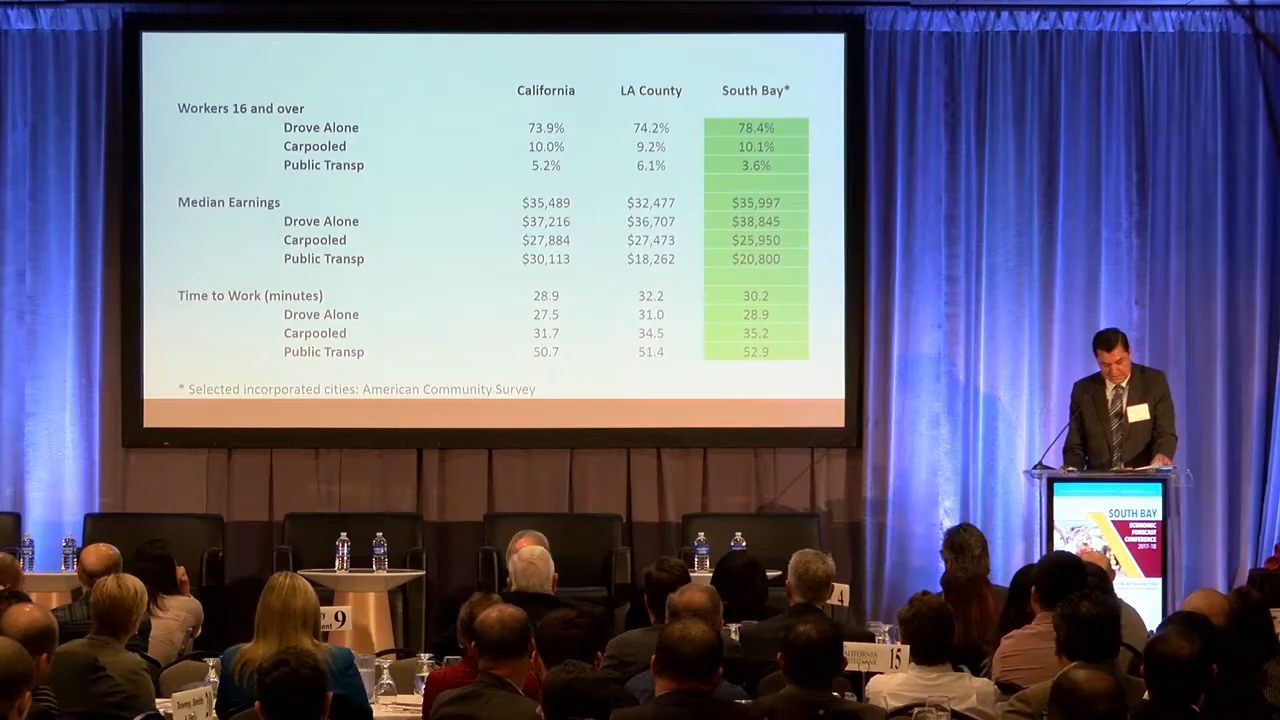 California LA County South Bay*
Workers 16 and over
Drove Alone 73.9% 74.2% 78.4%
Carpooled 10.0% 9.2% 10.1%
Public Transp 5.2% 6.1% 3.6%
Median Earnings $35,489 $32,477 $35,997
Drove Alone $37,216 $36,707 $38,845
Carpooled $27,884 $27,473 $25,950
Public Transp $30,113 $18,262 $20,800
Time to Work (minutes) 28.9 32.2 30.2
Drove Alone 27.5 31.0 28.9
Carpooled 31.7 34.5 35.2
Public Transp 50.7 51.4 52.9
* Selected incorporated cities: American Community Survey
SOUTH BAY
ECONOMIC
FORECAST
CONFERENCE
2017-18
4
9
CALIFORNIA
15